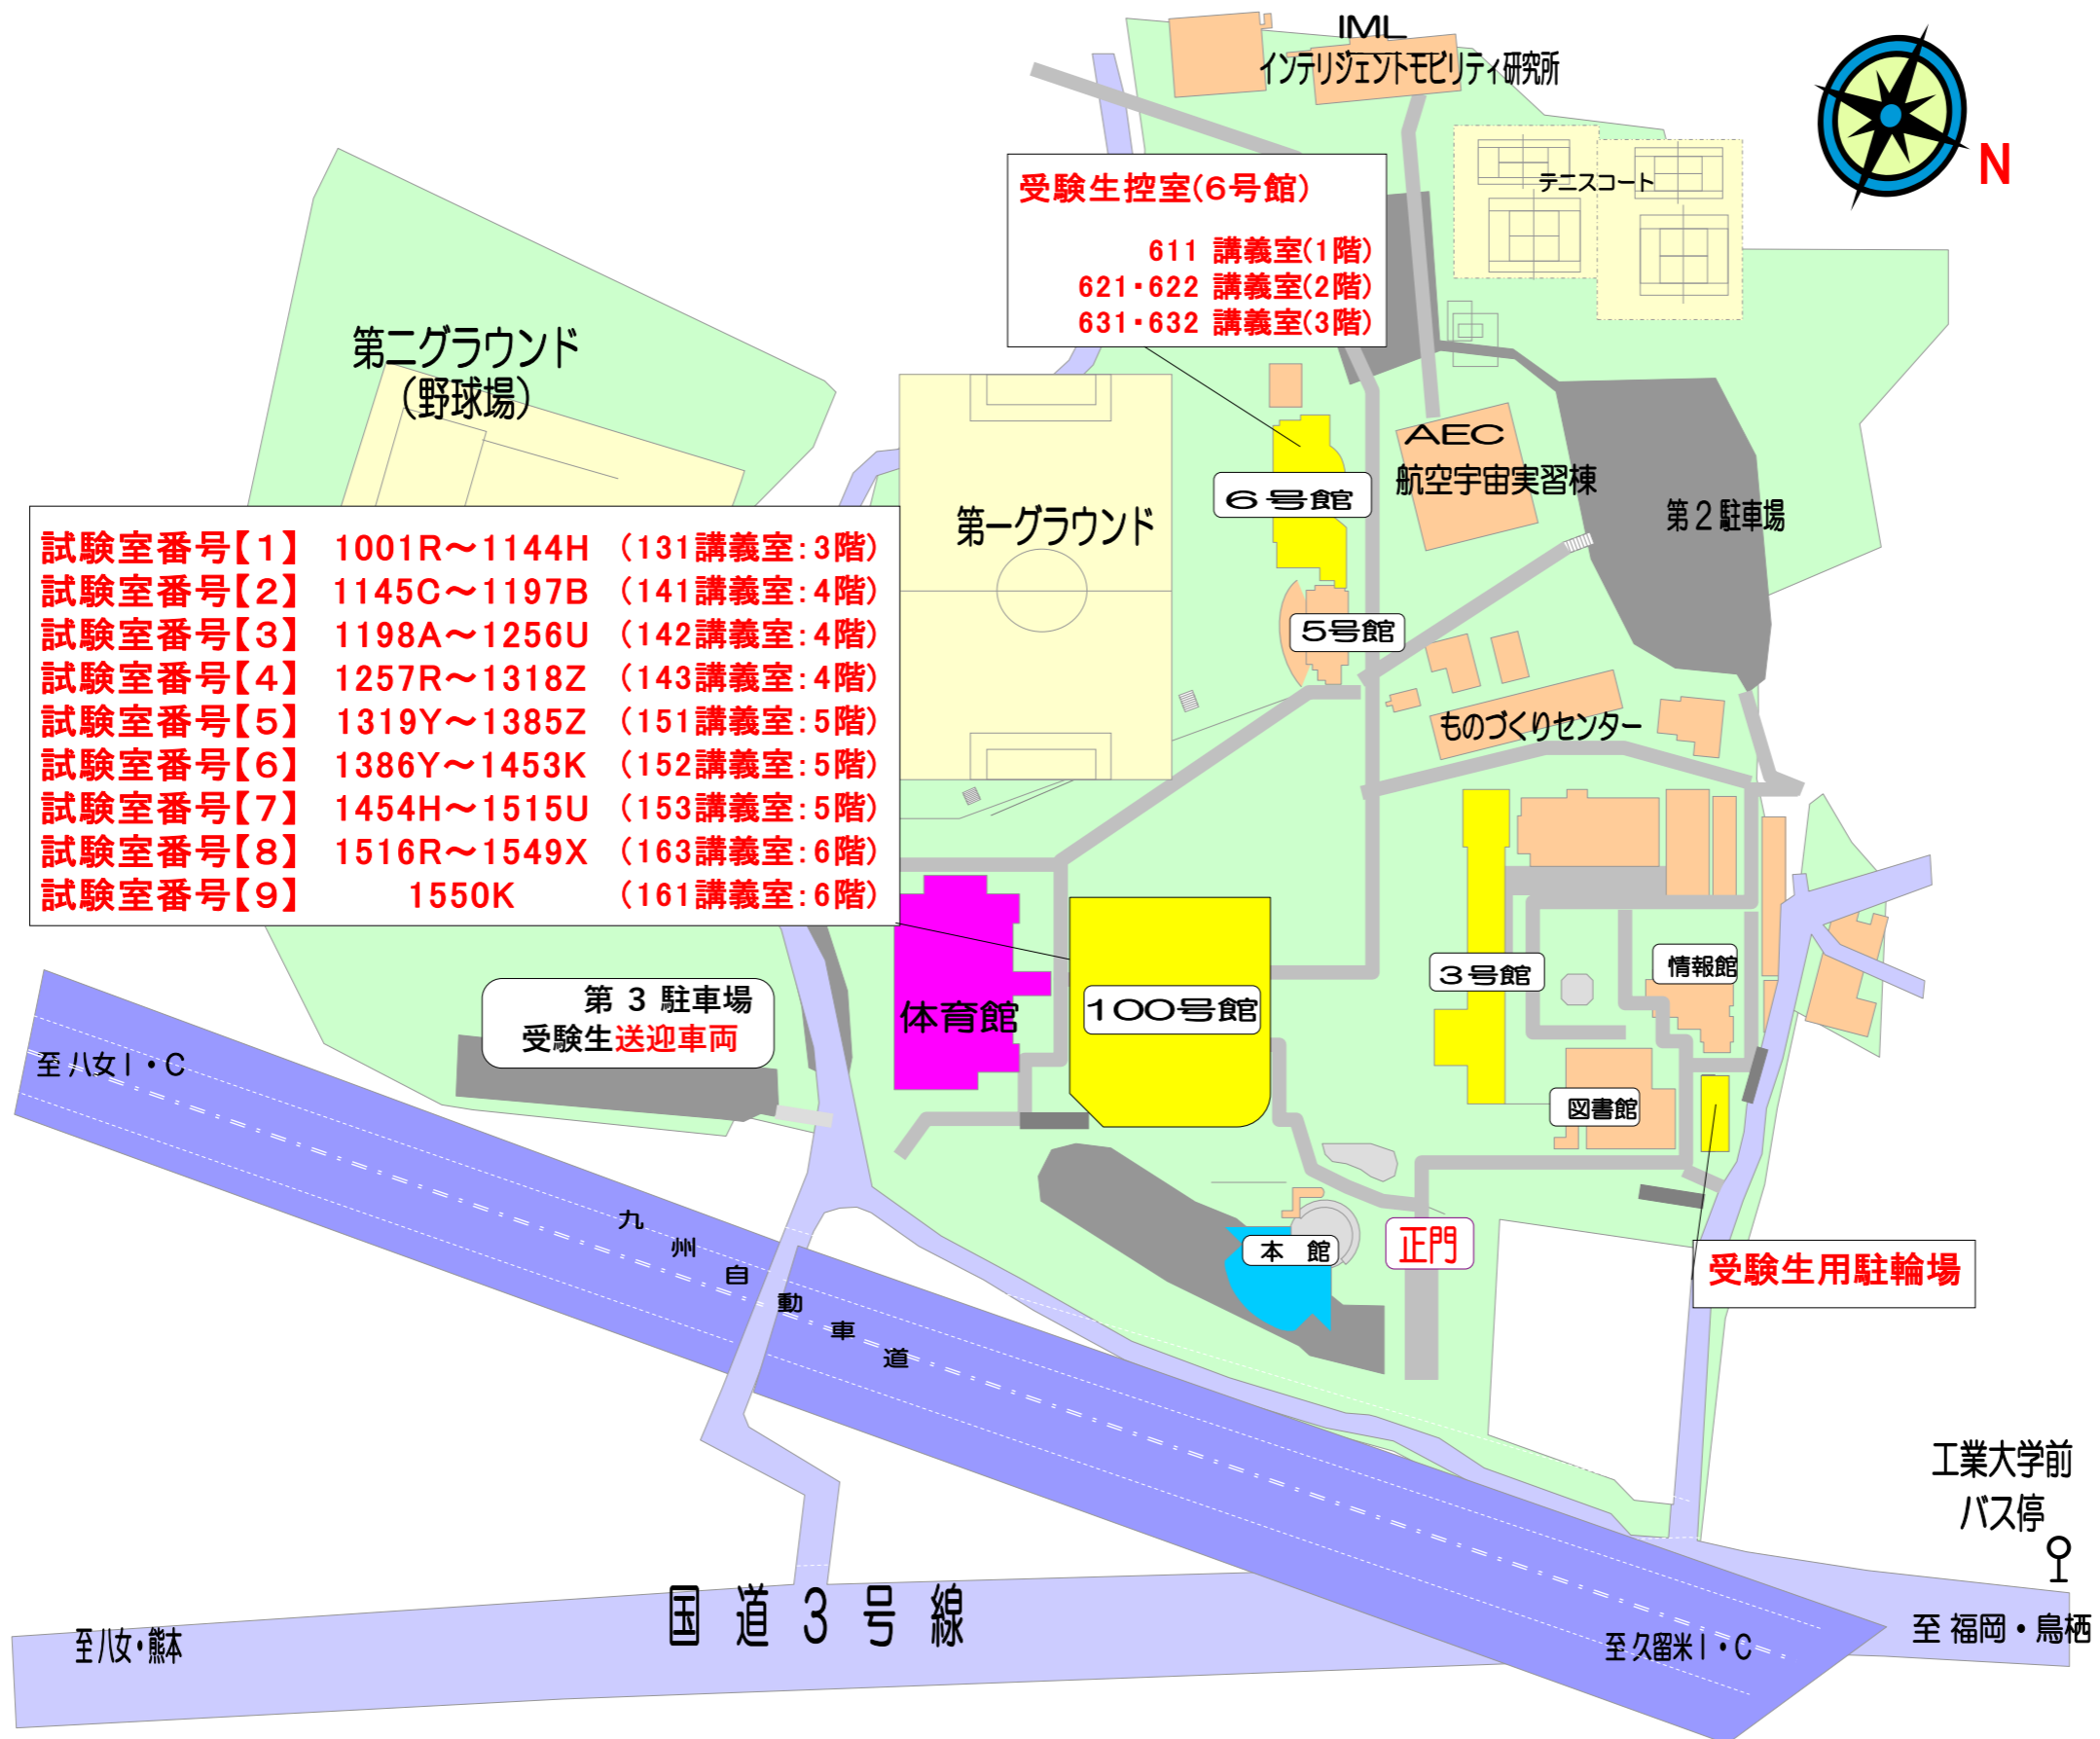 IML
インテリジェントモビリティ研究所
N
テニスコート
受験生控室(6号館)
611 講義室(1階)
621・622 講義室(2階)
631・632 講義室(3階)
第二グラウンド
(野球場)
AEC
航空宇宙実習棟
6号館
第2駐車場
第一グラウンド
試験室番号【1】 1001R～1144H (131講義室:3階)
試験室番号【2】 1145C～1197B (141講義室:4階)
試験室番号【3】 1198A～1256U (142講義室:4階)
試験室番号【4】 1257R～1318Z (143講義室:4階)
試験室番号【5】 1319Y～1385Z (151講義室:5階)
試験室番号【6】 1386Y～1453K (152講義室:5階)
試験室番号【7】 1454H～1515U (153講義室:5階)
試験室番号【8】 1516R～1549X (163講義室:6階)
試験室番号【9】 1550K (161講義室:6階)
5号館
ものづくりセンター
3号館
情報館
第 3 駐車場
受験生送迎車両
体育館
100号館
至 八女I・C
図書館
九州自動車道
本 館
正門
受験生用駐輪場
工業大学前
バス停
国 道 3 号 線
至 八女・熊本
至 久留米I・C
至 福岡・鳥栖